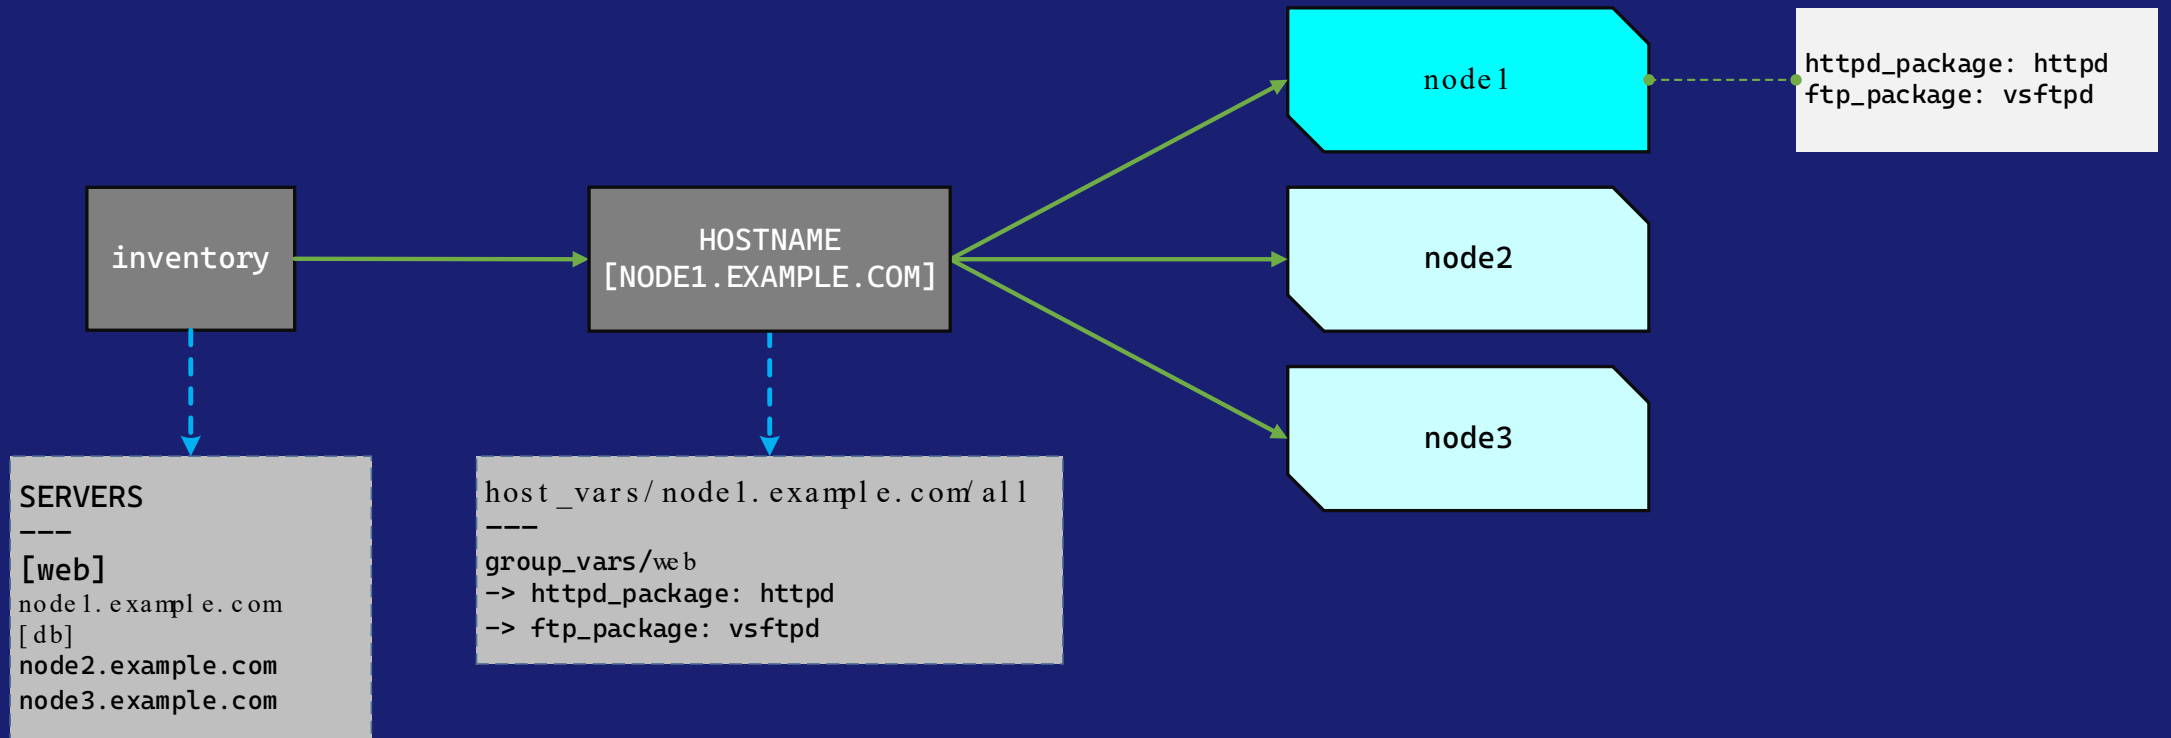 node1
httpd_package: httpd
ftp_package: vsftpd
inventory
HOSTNAME
[NODE1.EXAMPLE.COM]
node2
node3
SERVERS
---
[web]
node1.example.com
[db]
node2.example.com
node3.example.com
host_vars/node1.example.com/all
---
group_vars/web
-> httpd_package: httpd
-> ftp_package: vsftpd